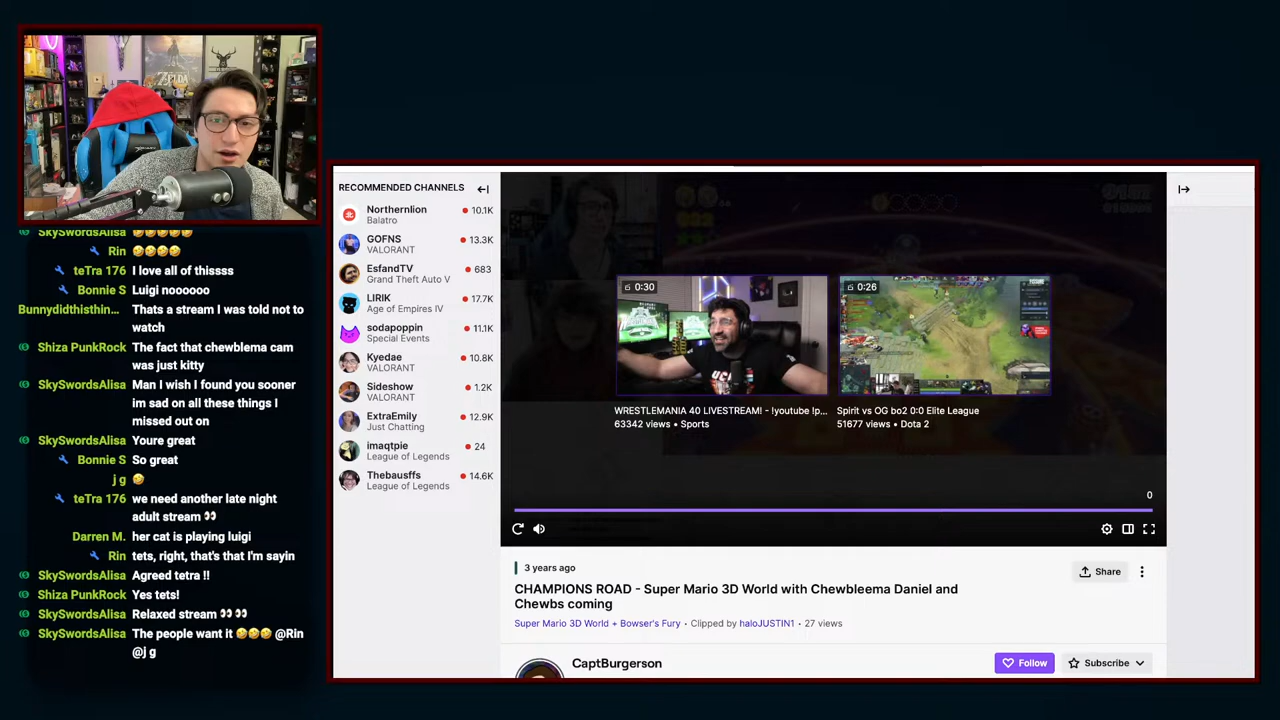 SkySwordsAlisa 🤣🤣🤣🤣🤣
Rin 🤣🤣🤣🤣
teTra 176 I love all of thissss
Bonnie S Luigi noooooo
Bunnydidthisthin... Thats a stream I was told not to
watch
Shiza PunkRock The fact that chewblema cam
was just kitty
SkySwordsAlisa Man I wish I found you sooner
im sad on all these things I
missed out on
SkySwordsAlisa Youre great
Bonnie S So great
j g 🤣
teTra 176 we need another late night
adult stream 👀
Darren M. her cat is playing luigi
Rin tets, right, that's that I'm sayin
SkySwordsAlisa Agreed tetra !!
Shiza PunkRock Yes tets!
SkySwordsAlisa Relaxed stream 👀👀
SkySwordsAlisa The people want it 🤣🤣🤣 @Rin
@j g
ZELDA
RECOMMENDED CHANNELS
Northernlion 10.1K
Balatro
GOFNS 13.3K
VALORANT
EsfandTV 683
Grand Theft Auto V
LIRIK 17.7K
Age of Empires IV
sodapoppin 11.1K
Special Events
Kyedae 10.8K
VALORANT
Sideshow 1.2K
VALORANT
ExtraEmily 12.9K
Just Chatting
imaqtpie 24
League of Legends
Thebausffs 14.6K
League of Legends
0:30
0:26
WRESTLEMANIA 40 LIVESTREAM! - !youtube !p...
63342 views • Sports
Spirit vs OG bo2 0:0 Elite League
51677 views • Dota 2
0
3 years ago
Share
CHAMPIONS ROAD - Super Mario 3D World with Chewbleema Daniel and
Chewbs coming
Super Mario 3D World + Bowser's Fury • Clipped by haloJUSTIN1 • 27 views
CaptBurgerson
Follow
Subscribe